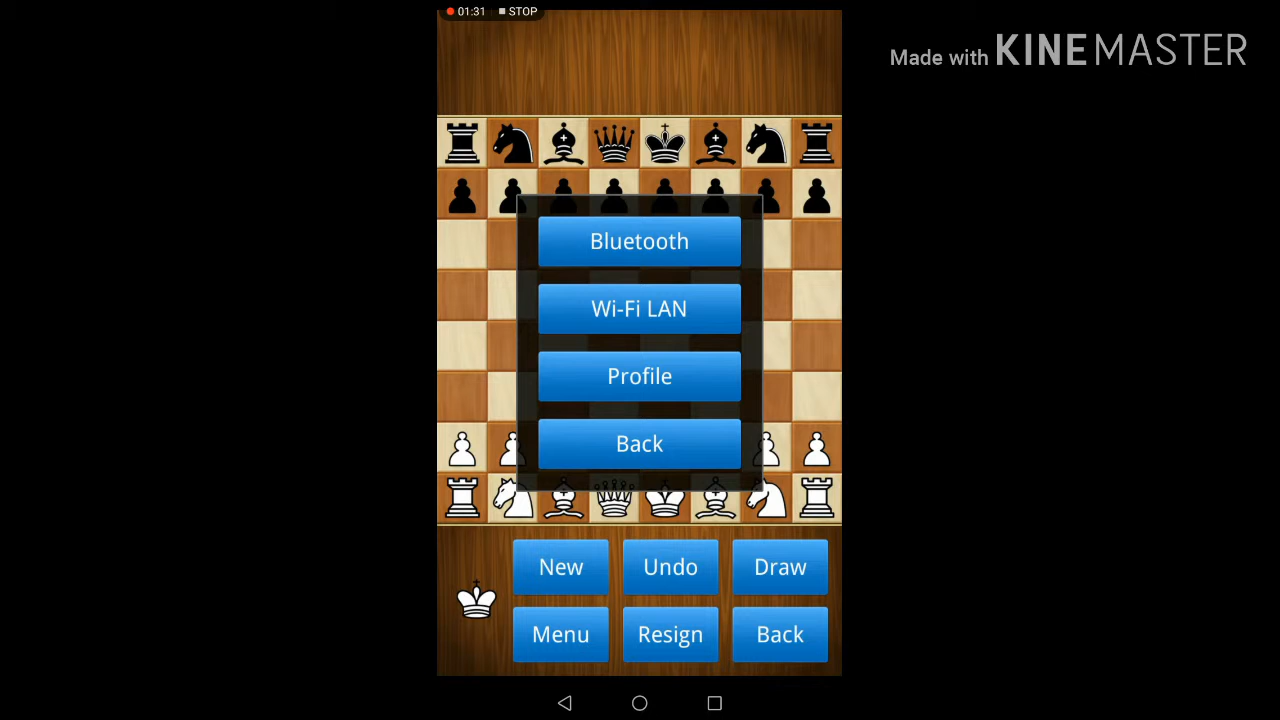 01:31 STOP
Made with KINEMASTER
Bluetooth
Wi-Fi LAN
Profile
Back
New Undo Draw
Menu Resign Back